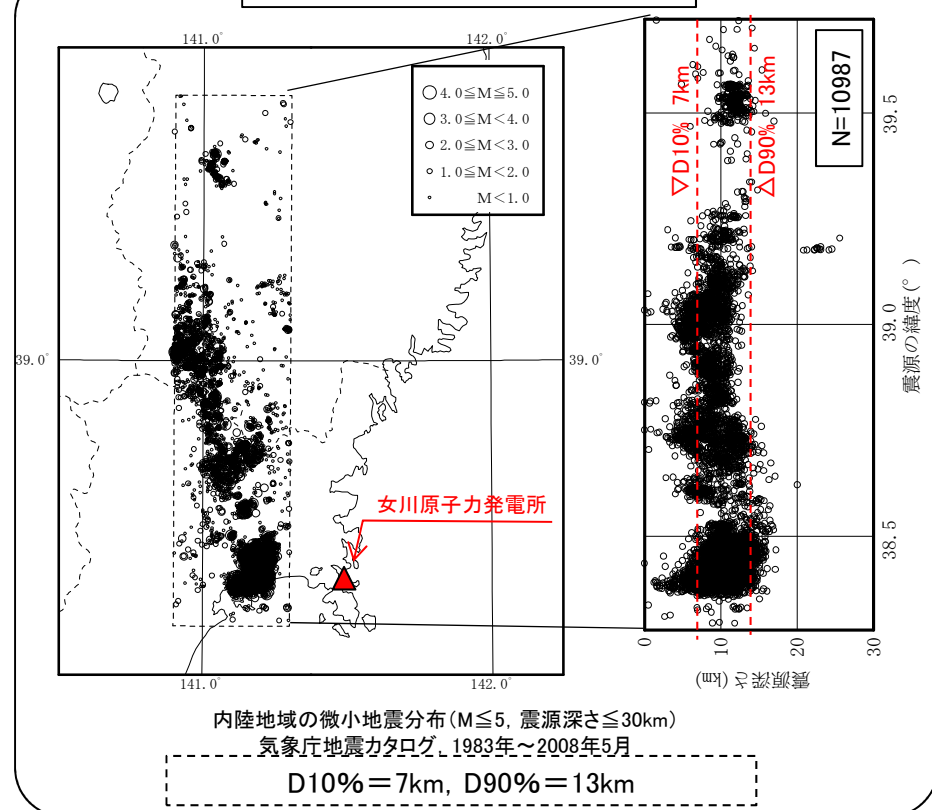 141.0°
142.0°
4.0≦M≦5.0
3.0≦M<4.0
2.0≦M<3.0
1.0≦M<2.0
M<1.0
39.0°
39.0°
女川原子力発電所
141.0°
142.0°
▽D10% 7km
△D90% 13km
N=10987
39.5
39.0
38.5
震源の緯度(°)
0
10
20
30
震源深さ(km)
内陸地域の微小地震分布(M≦5, 震源深さ≦30km)
気象庁地震カタログ, 1983年~2008年5月
D10%=7km, D90%=13km